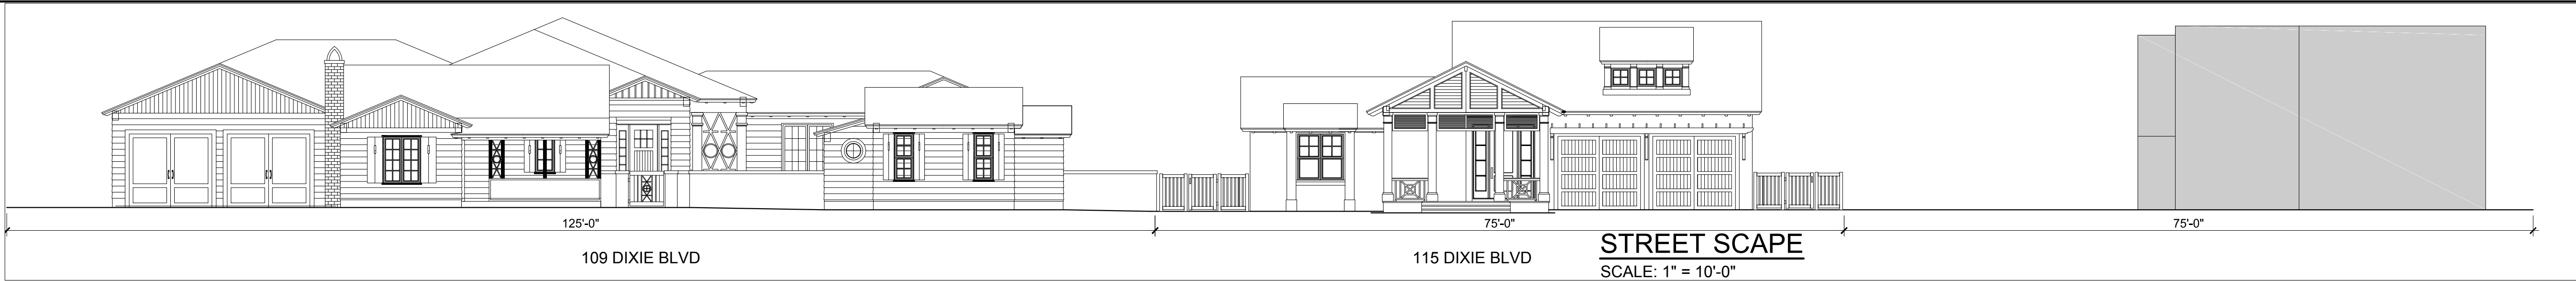 125'-0"
75'-0"
75'-0"
109 DIXIE BLVD
115 DIXIE BLVD
STREET SCAPE
SCALE: 1" = 10'-0"